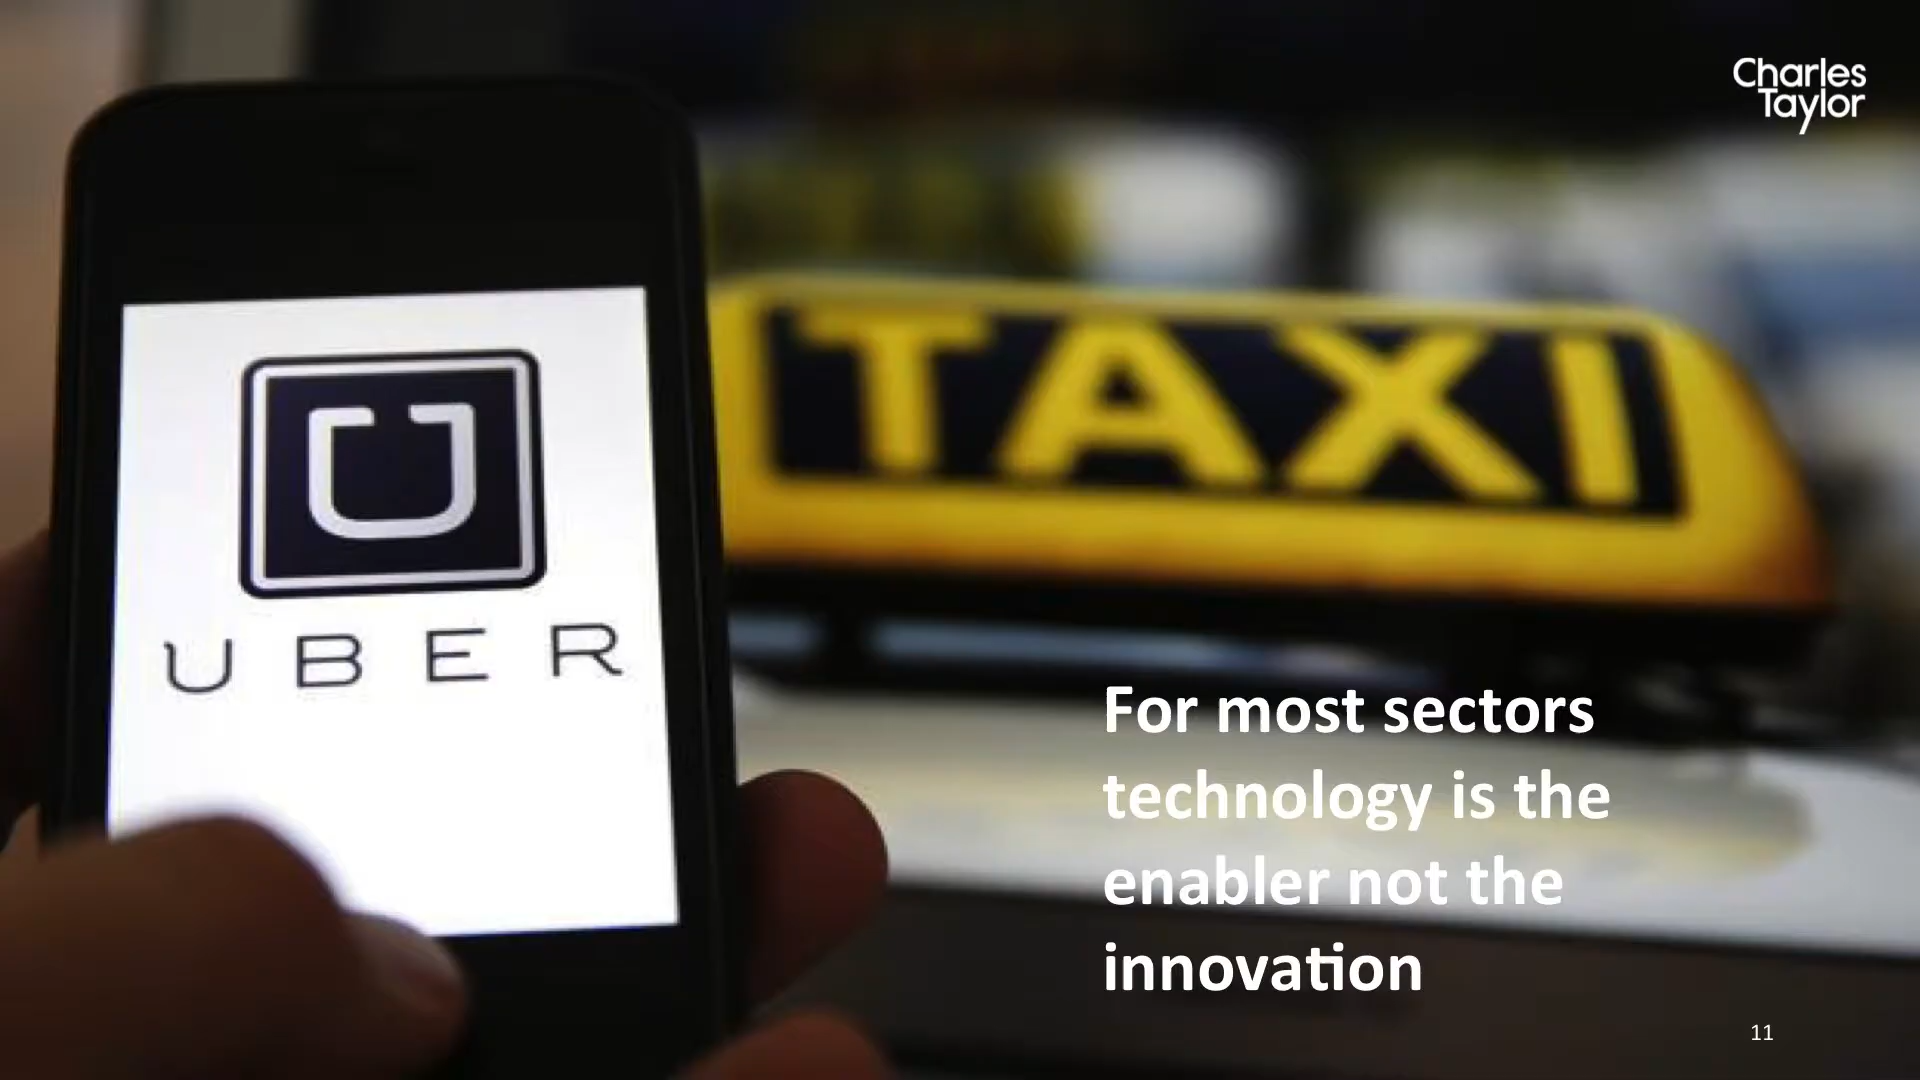 Charles
Taylor
TAXI
U
UBER
For most sectors
technology is the
enabler not the
innovation
11